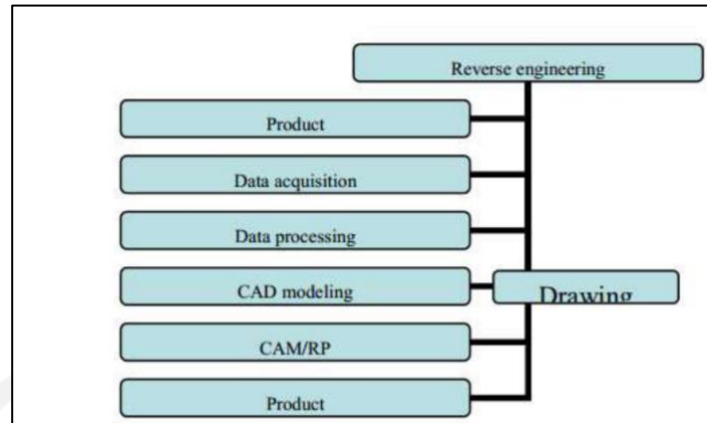 Reverse engineering
Product
Data acquisition
Data processing
CAD modeling
Drawing
CAM/RP
Product